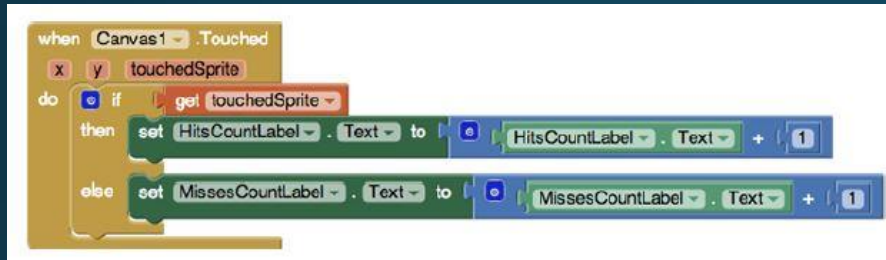 when Canvas1 .Touched
x y touchedSprite
do if get touchedSprite
then set HitsCountLabel . Text to HitsCountLabel . Text + 1
else set MissesCountLabel . Text to MissesCountLabel . Text + 1